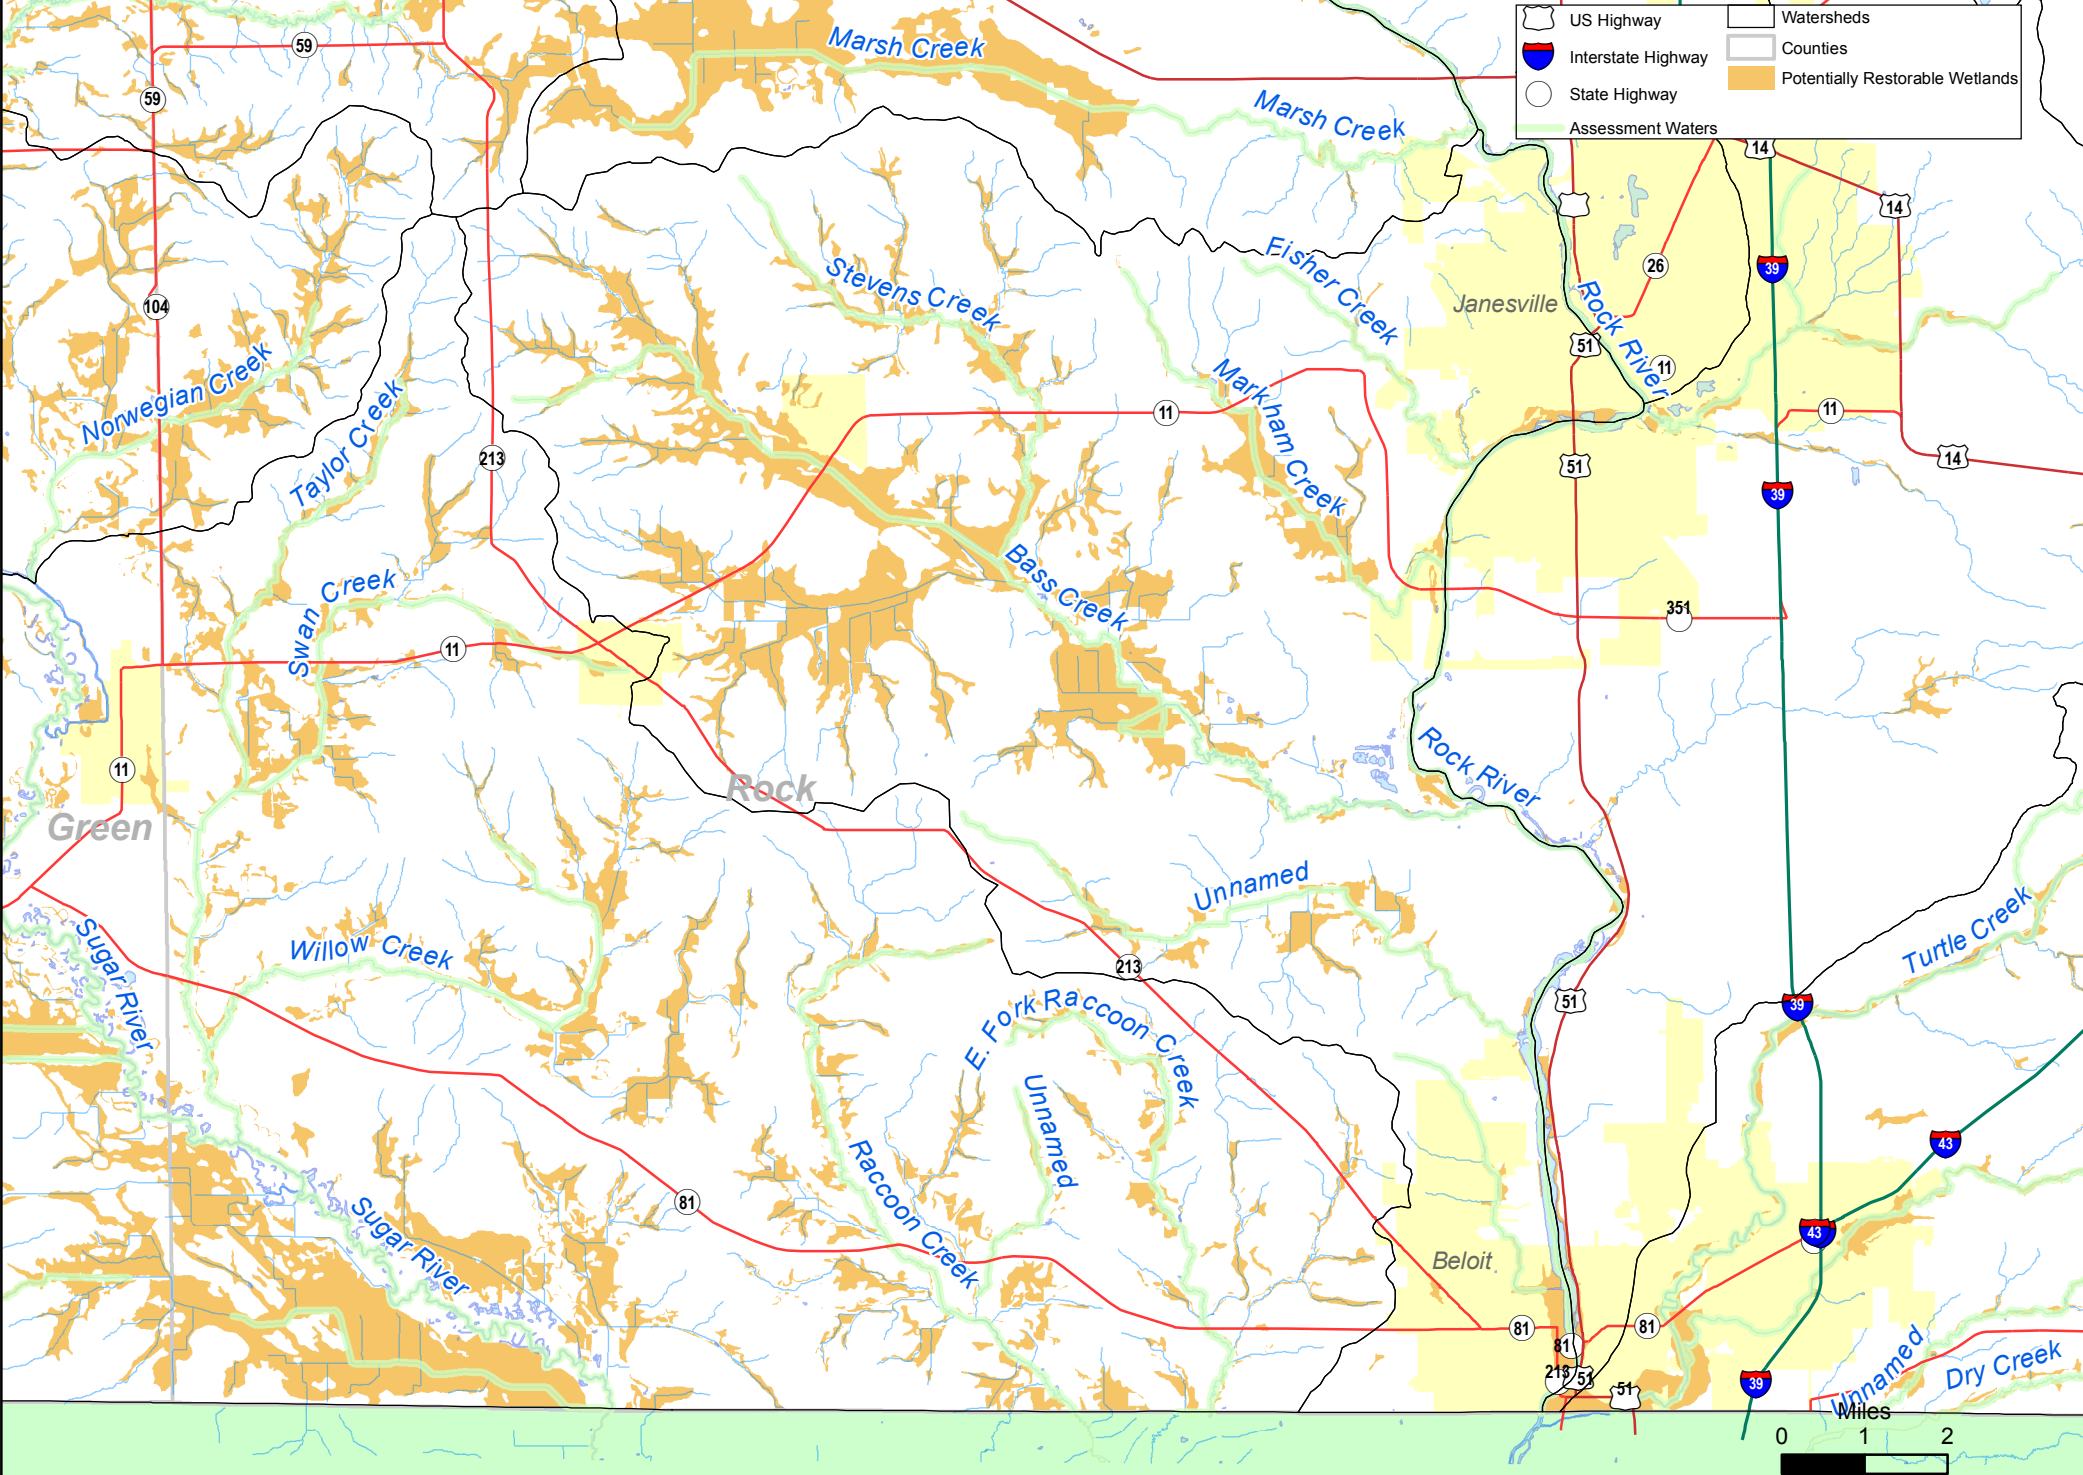 US Highway
Watersheds
Interstate Highway
Counties
State Highway
Potentially Restorable Wetlands
Assessment Waters
59
Marsh Creek
59
Marsh Creek
14
14
104
Stevens Creek
Fisher Creek
26
39
Janesville
Rock River
51
11
Norwegian Creek
Taylor Creek
Markham Creek
11
11
213
51
14
39
Bass Creek
Swan Creek
351
11
11
Rock
Rock River
Green
Unnamed
Willow Creek
Sugar River
213
Turtle Creek
51
39
E. Fork Raccoon Creek
Unnamed
43
Raccoon Creek
81
Sugar River
43
Beloit
81
81
81
213
51
51
39
Unnamed
Dry Creek
Miles
0 1 2